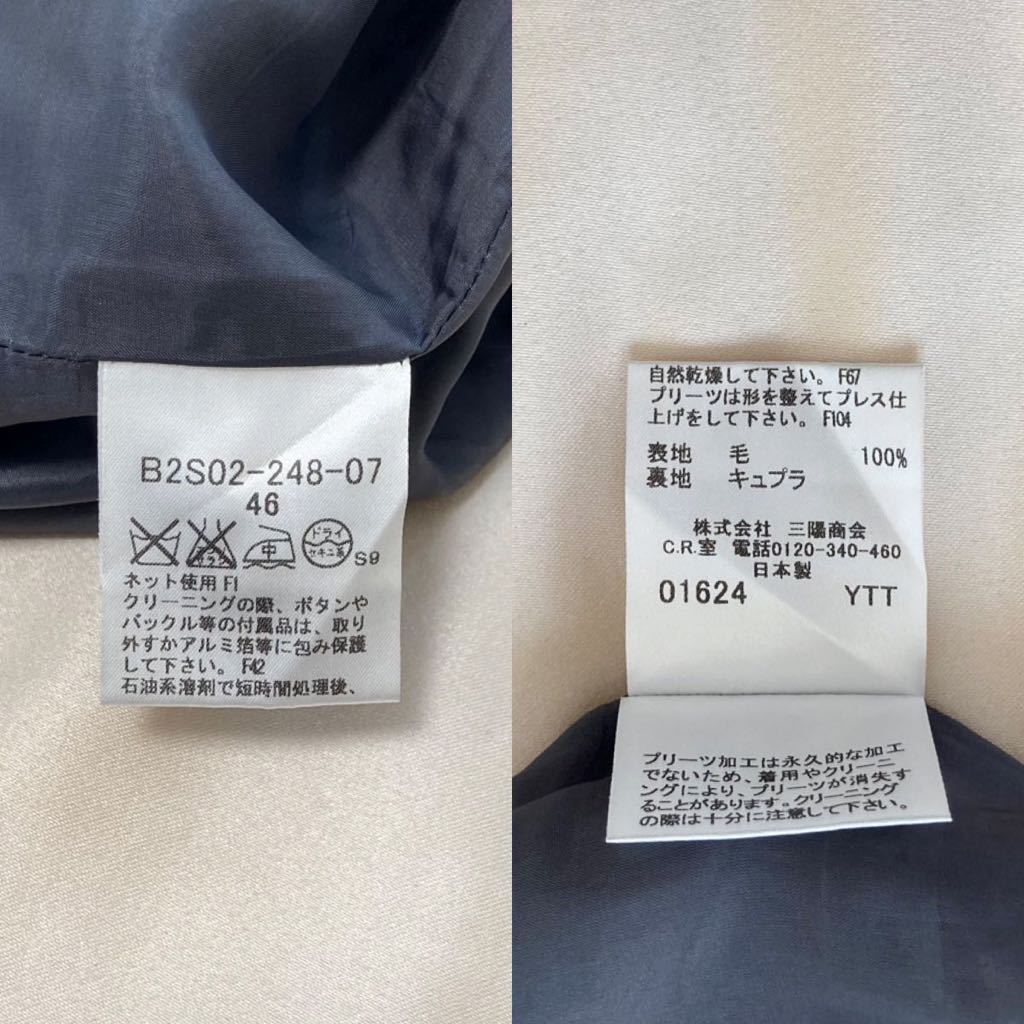 B2S02-248-07
46
エンソ サラシ 中 ドライ セキユ系 S9
ネット使用 F1
クリーニングの際、ボタンや
バックル等の付属品は、取り
外すかアルミ箔等に包み保護
して下さい。 F42
石油系溶剤で短時間処理後、
自然乾燥して下さい。 F67
プリーツは形を整えてプレス仕
上げをして下さい。 F104
表地 毛 100%
裏地 キュプラ
株式会社 三陽商会
C.R.室 電話0120-340-460
日本製
01624 YTT
プリーツ加工は永久的な加工
でないため、着用やクリーニ
ングにより、プリーツが消失す
ることがあります。クリーニング
の際は十分に注意して下さい。